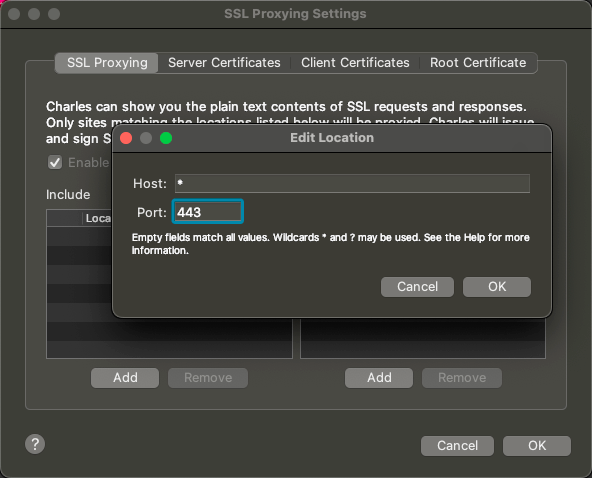 SSL Proxying Settings
SSL Proxying Server Certificates Client Certificates Root Certificate
Charles can show you the plain text contents of SSL requests and responses.
Only sites matching the locations listed below will be proxied. Charles will issue
and sign S
Edit Location
Enable
Host: *
Include
Port: 443
Loca
Empty fields match all values. Wildcards * and ? may be used. See the Help for more
information.
Cancel OK
Add Remove Add Remove
? Cancel OK